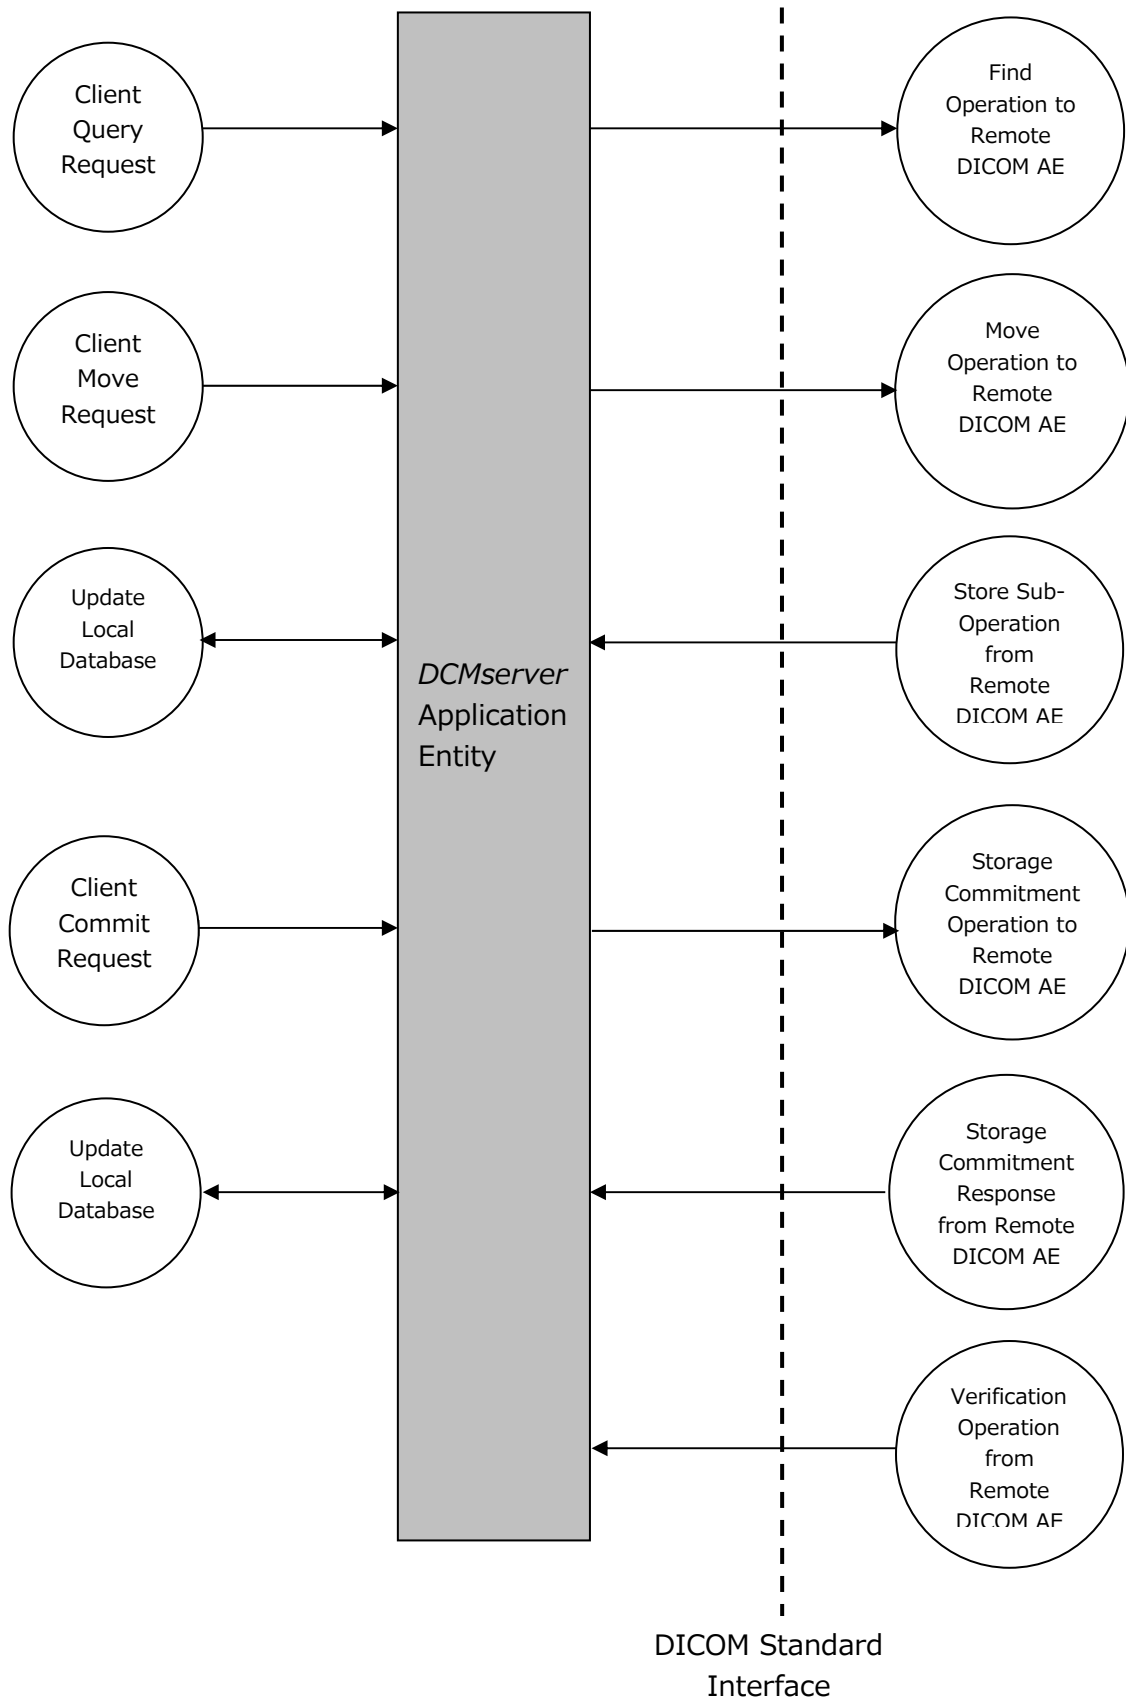 Client
Query
Request
Find
Operation to
Remote
DICOM AE
Client
Move
Request
Move
Operation to
Remote
DICOM AE
Update
Local
Database
Store Sub-
Operation
from
Remote
DICOM AE
DCMserver
Application
Entity
Client
Commit
Request
Storage
Commitment
Operation to
Remote
DICOM AE
Update
Local
Database
Storage
Commitment
Response
from Remote
DICOM AE
Verification
Operation
from
Remote
DICOM AE
DICOM Standard
Interface